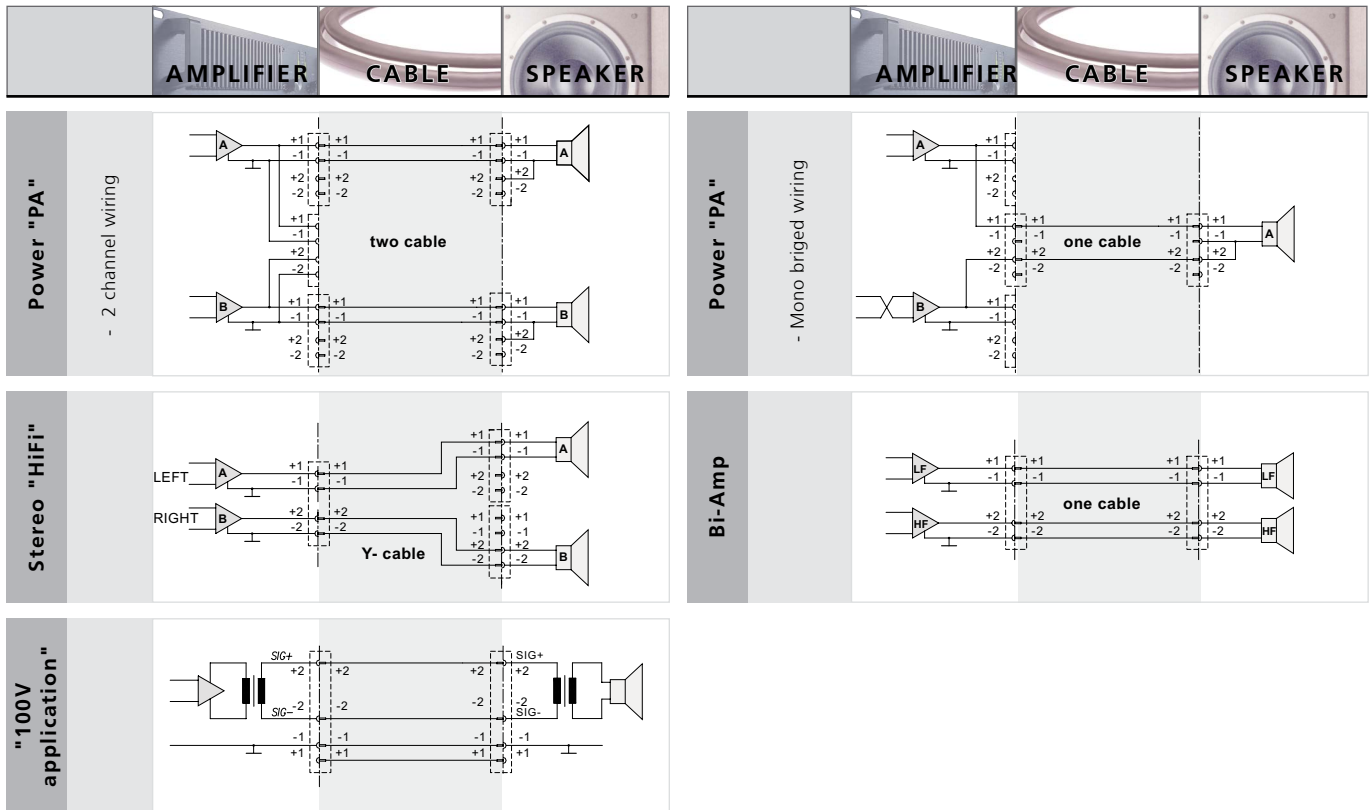 AMPLIFIER CABLE SPEAKER
AMPLIFIER CABLE SPEAKER
Power "PA"
- 2 channel wiring
A
+1 +1
-1 -1
+2 +2
-2 -2
+1 +1
-1 -1
+2 +2
-2 -2
A
+1
-1
+2
-2
two cable
B
+1 +1
-1 -1
+2 +2
-2 -2
+1 +1
-1 -1
+2 +2
-2 -2
B
Power "PA"
- Mono briged wiring
A
+1
-1
+2
-2
+1 +1
-1 -1
+2 +2
-2 -2
one cable
+1 +1
-1 -1
+2 +2
-2 -2
A
B
+1
-1
+2
-2
Stereo "HiFi"
LEFT
A
+1 +1
-1 -1
RIGHT
B
+2 +2
-2 -2
Y- cable
+1 +1
-1 -1
+2 +2
-2 -2
A
+1 +1
-1 -1
+2 +2
-2 -2
B
Bi-Amp
LF
+1 +1
-1 -1
+1 +1
-1 -1
LF
one cable
HF
+2 +2
-2 -2
+2 +2
-2 -2
HF
"100V
application"
SIG+
+2 +2
-2 -2
SIG-
-1 -1
+1 +1
SIG+
+2 +2
-2 -2
SIG-
-1 -1
+1 +1